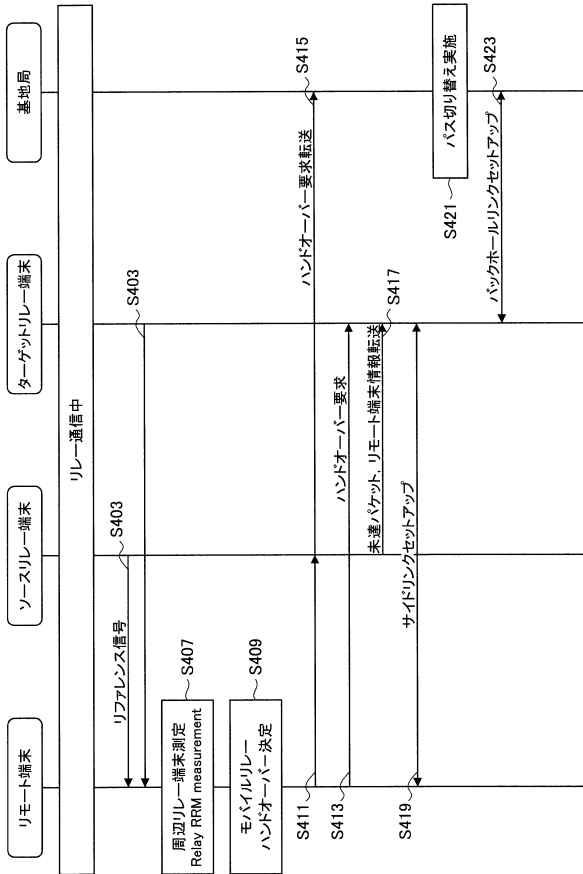 リモート端末
ソースリレー端末
ターゲットリレー端末
基地局
リレー通信中
リファレンス信号
S403
S403
周辺リレー端末測定
Relay RRM measurement
S407
モバイルリレー
ハンドオーバー決定
S409
S411
ハンドオーバー要求転送
S415
S413
ハンドオーバー要求
未達パケット, リモート端末情報転送
S417
S419
サイドリンクセットアップ
S421
パス切り替え実施
バックホールリンクセットアップ
S423